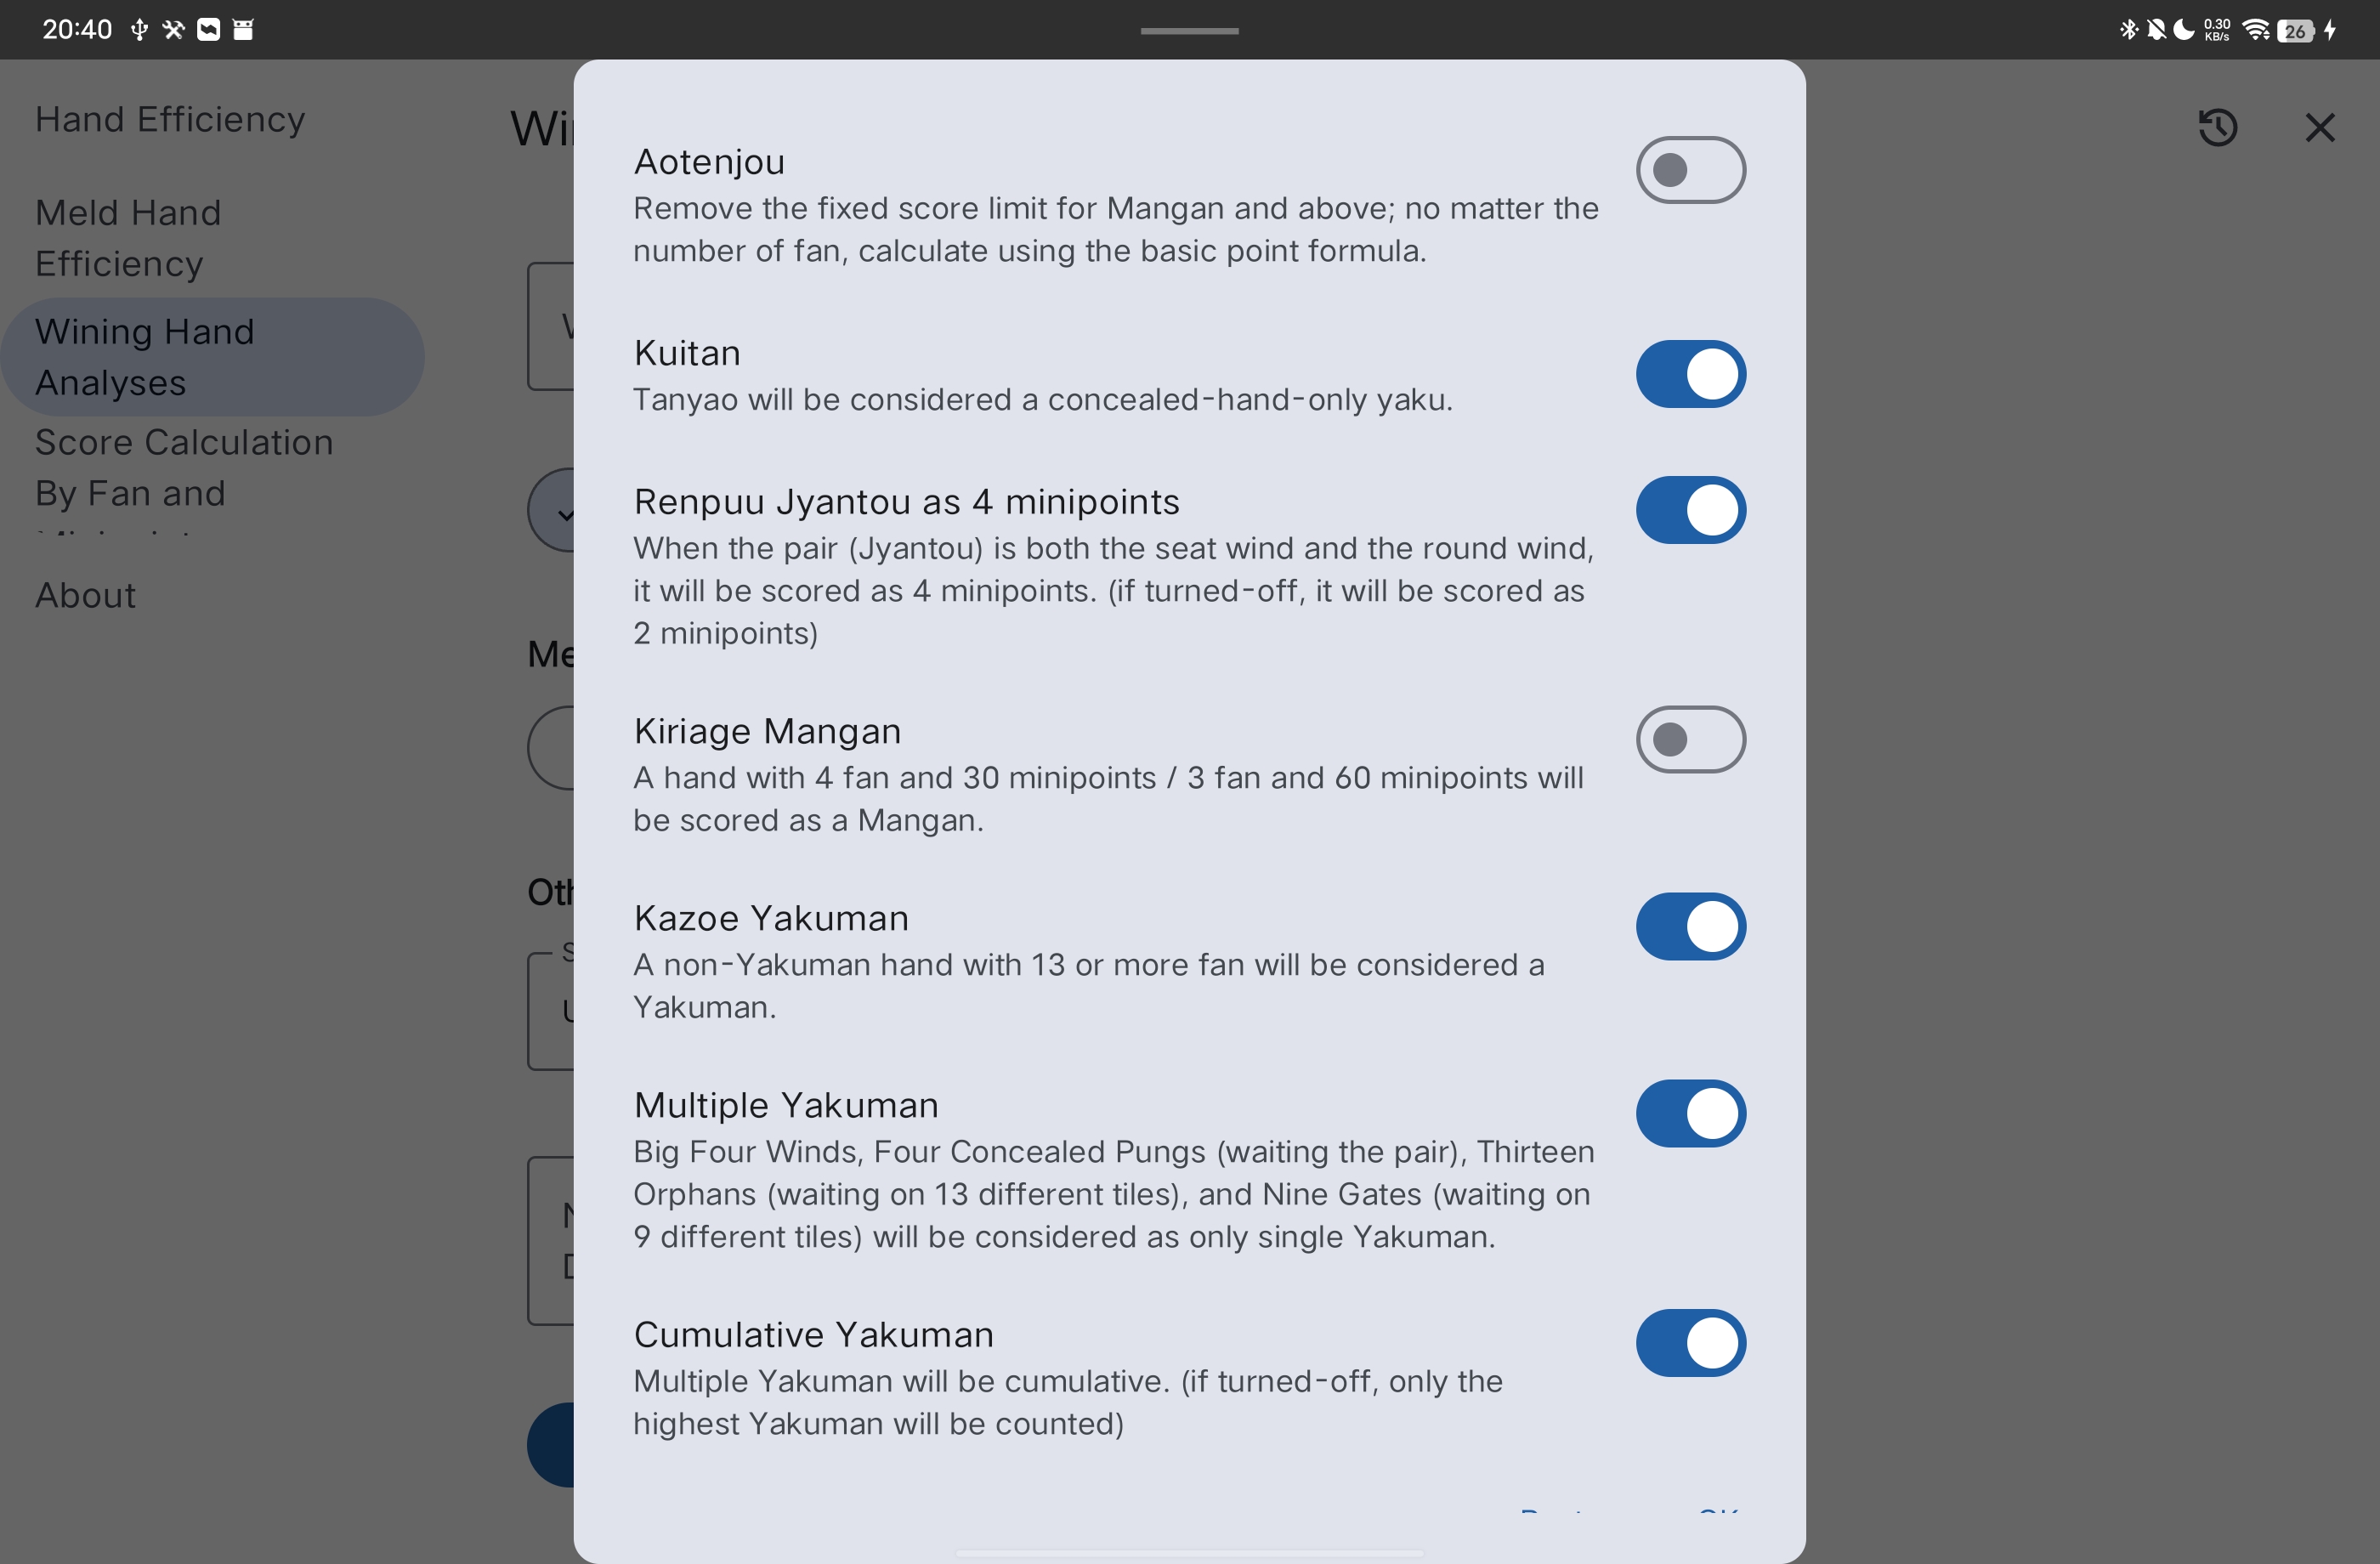 20:40
0.30
KB/s
26
Hand Efficiency
Meld Hand
Efficiency
Wining Hand
Analyses
Score Calculation
By Fan and
About
Aotenjou
Remove the fixed score limit for Mangan and above; no matter the
number of fan, calculate using the basic point formula.
Kuitan
Tanyao will be considered a concealed-hand-only yaku.
Renpuu Jyantou as 4 minipoints
When the pair (Jyantou) is both the seat wind and the round wind,
it will be scored as 4 minipoints. (if turned-off, it will be scored as
2 minipoints)
Kiriage Mangan
A hand with 4 fan and 30 minipoints / 3 fan and 60 minipoints will
be scored as a Mangan.
Kazoe Yakuman
A non-Yakuman hand with 13 or more fan will be considered a
Yakuman.
Multiple Yakuman
Big Four Winds, Four Concealed Pungs (waiting the pair), Thirteen
Orphans (waiting on 13 different tiles), and Nine Gates (waiting on
9 different tiles) will be considered as only single Yakuman.
Cumulative Yakuman
Multiple Yakuman will be cumulative. (if turned-off, only the
highest Yakuman will be counted)